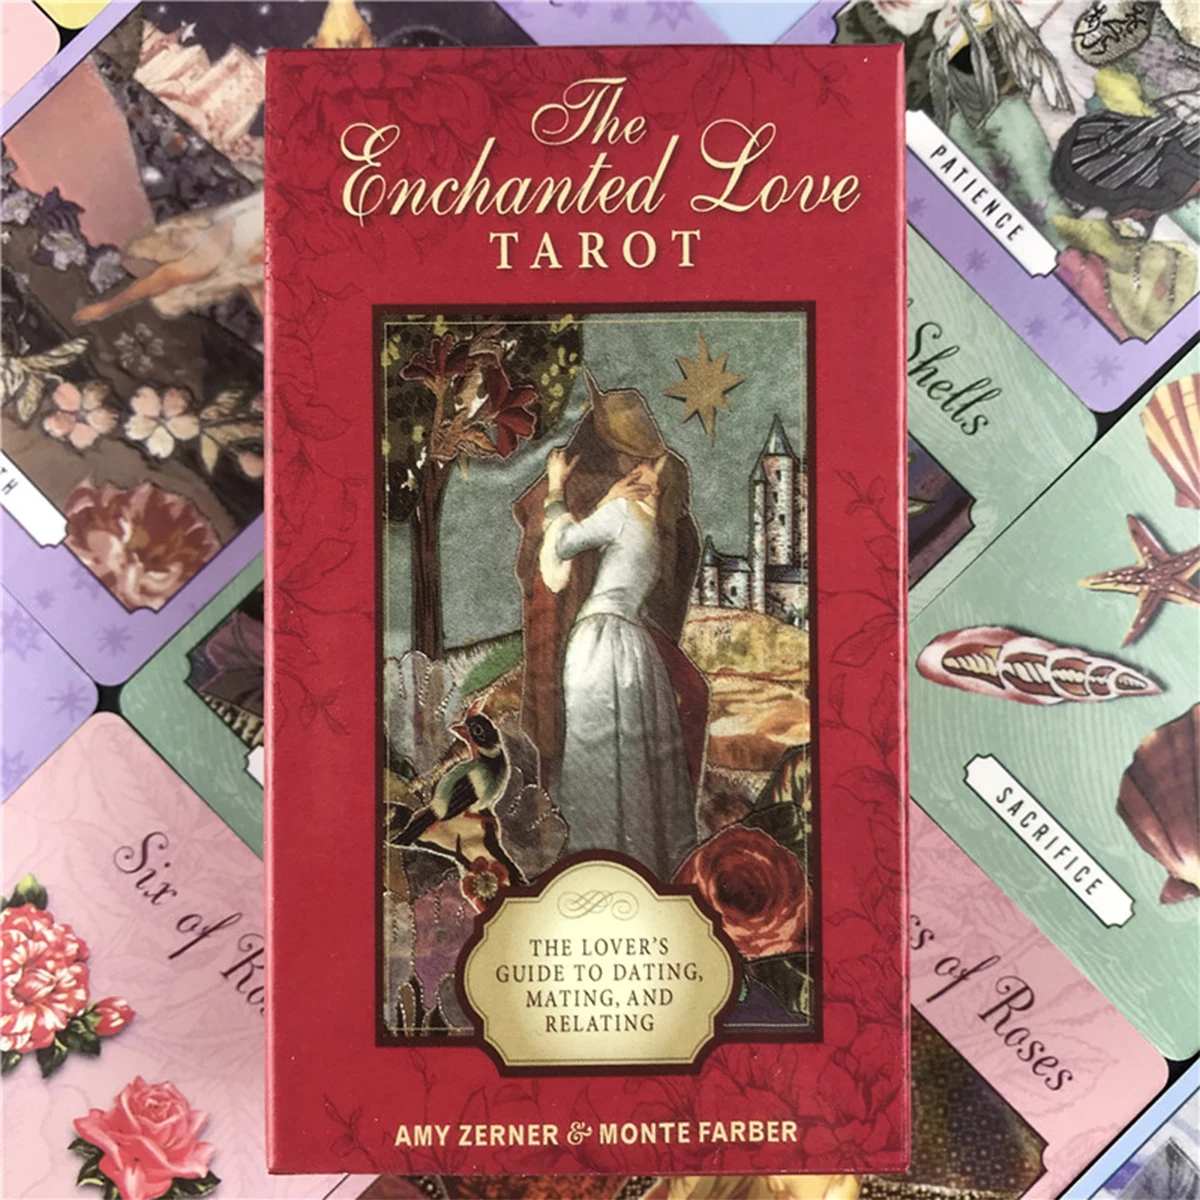 The
Enchanted Love
TAROT
PATIENCE
Shells
SACRIFICE
Six of
of Roses
THE LOVER'S
GUIDE TO DATING,
MATING, AND
RELATING
AMY ZERNER & MONTE FARBER